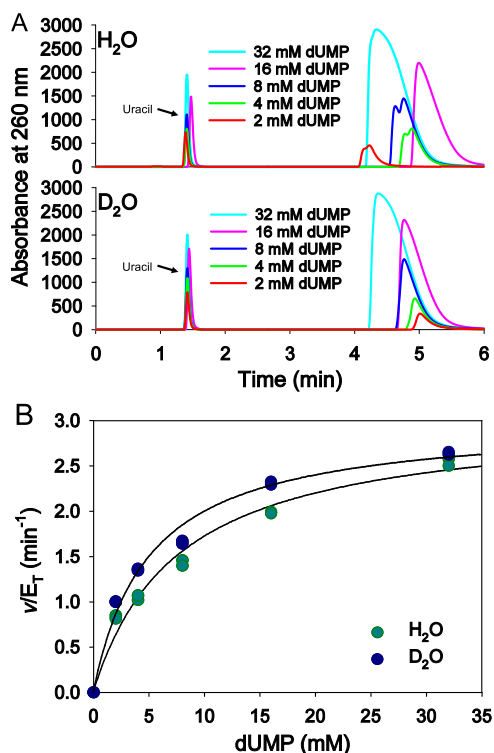 A
H₂O
32 mM dUMP
16 mM dUMP
8 mM dUMP
4 mM dUMP
2 mM dUMP
Uracil
3000
2500
2000
1500
1000
500
0
D₂O
32 mM dUMP
16 mM dUMP
8 mM dUMP
4 mM dUMP
2 mM dUMP
Uracil
3000
2500
2000
1500
1000
500
0
Absorbance at 260 nm
0 1 2 3 4 5 6
Time (min)
B
3.0
2.5
2.0
1.5
1.0
0.5
0.0
v/E_T (min⁻¹)
H₂O
D₂O
0 5 10 15 20 25 30 35
dUMP (mM)